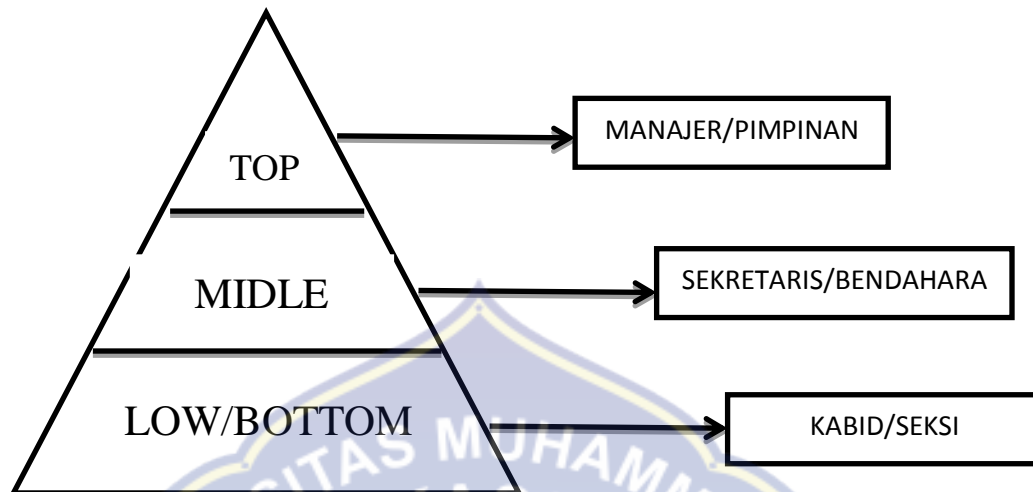 TOP
MANAJER/PIMPINAN
MIDLE
SEKRETARIS/BENDAHARA
LOW/BOTTOM
KABID/SEKSI